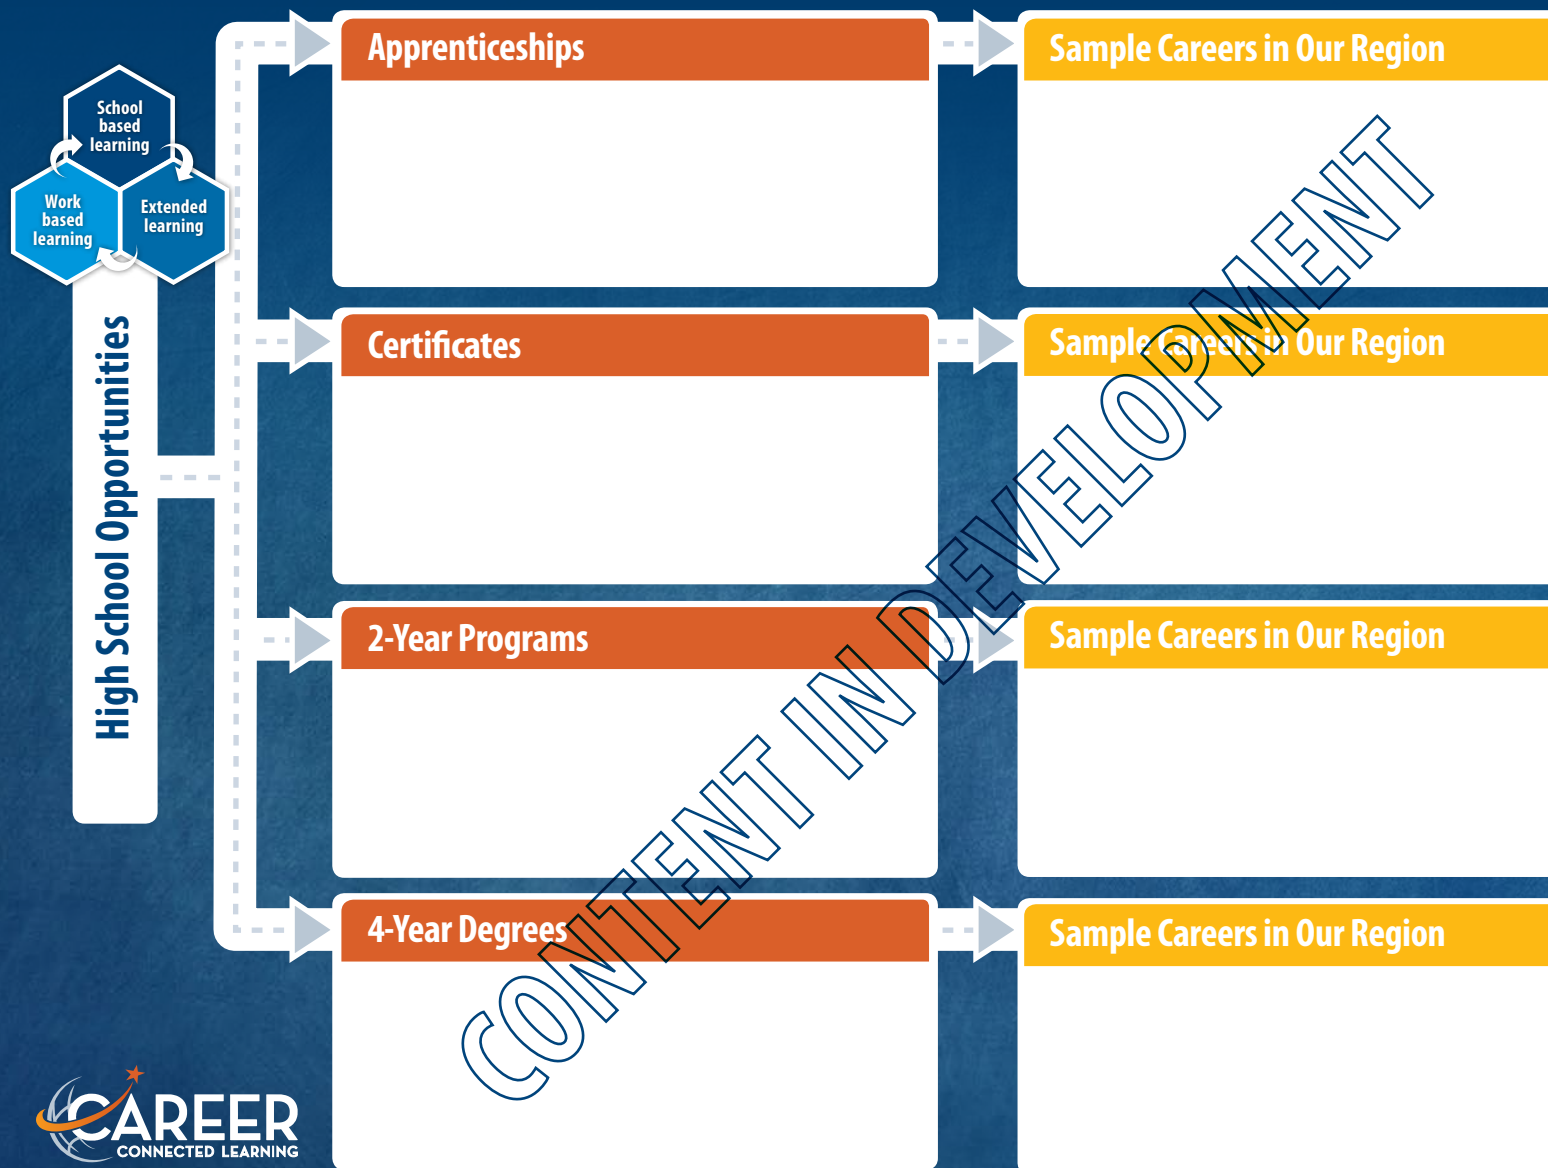 School
based
learning
Work
based
learning
Extended
learning
High School Opportunities
Apprenticeships
Sample Careers in Our Region
Certificates
Sample Careers in Our Region
2-Year Programs
Sample Careers in Our Region
4-Year Degrees
Sample Careers in Our Region
CONTENT IN DEVELOPMENT
CAREER
CONNECTED LEARNING